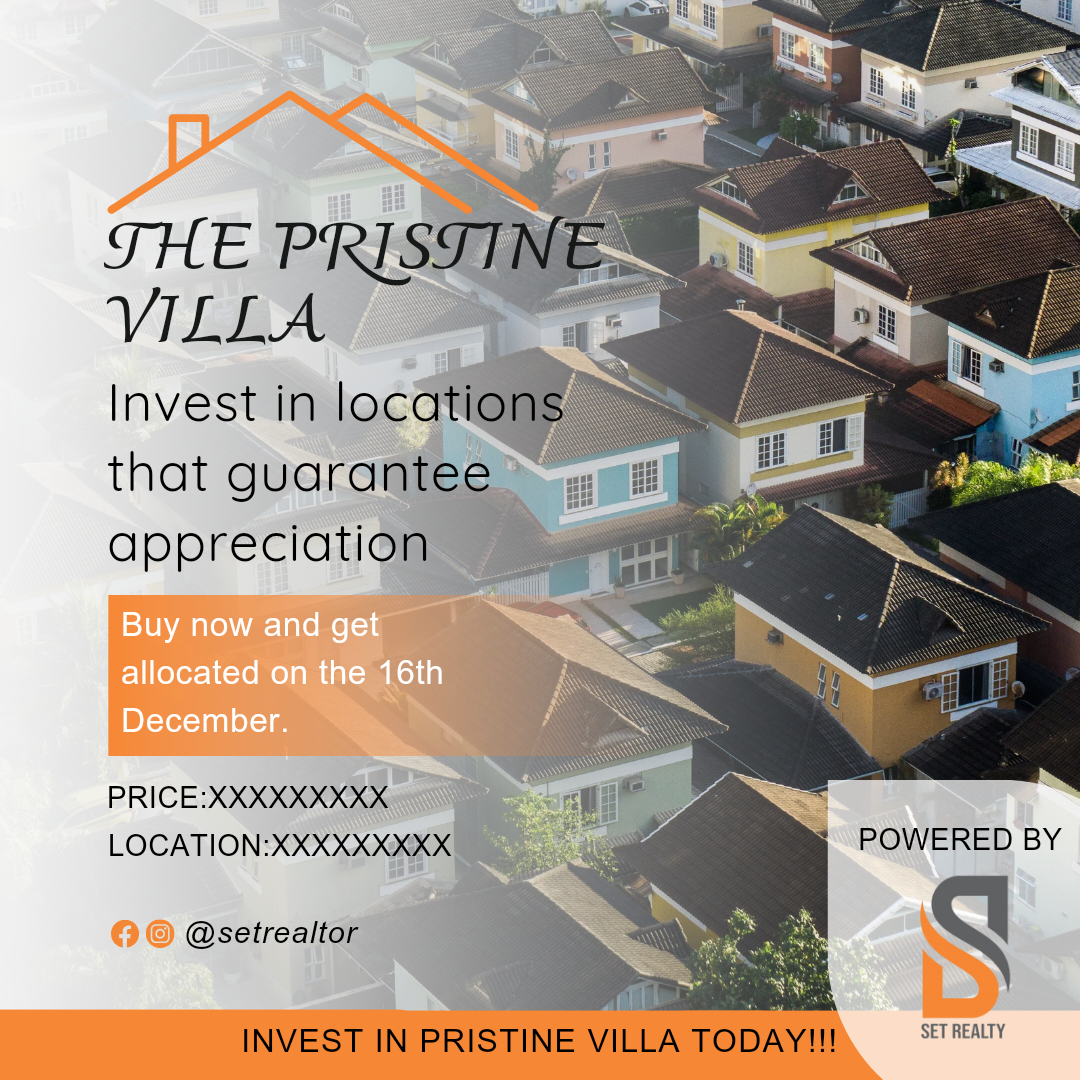 THE PRISTINE
VILLA
Invest in locations
that guarantee
appreciation
Buy now and get
allocated on the 16th
December.
PRICE:XXXXXXXXX
LOCATION:XXXXXXXXX
@setrealtor
POWERED BY
SET REALTY
INVEST IN PRISTINE VILLA TODAY!!!